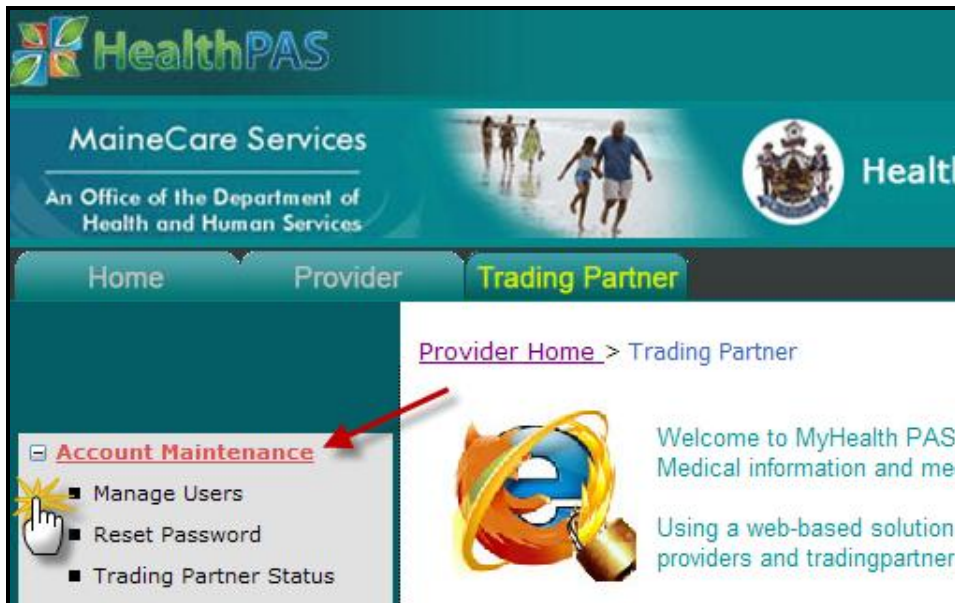 HealthPAS
MaineCare Services
An Office of the Department of
Health and Human Services
Health
Home Provider Trading Partner
Provider Home > Trading Partner
Account Maintenance
Manage Users
Reset Password
Trading Partner Status
Welcome to MyHealth PAS
Medical information and me
Using a web-based solution
providers and tradingpartner